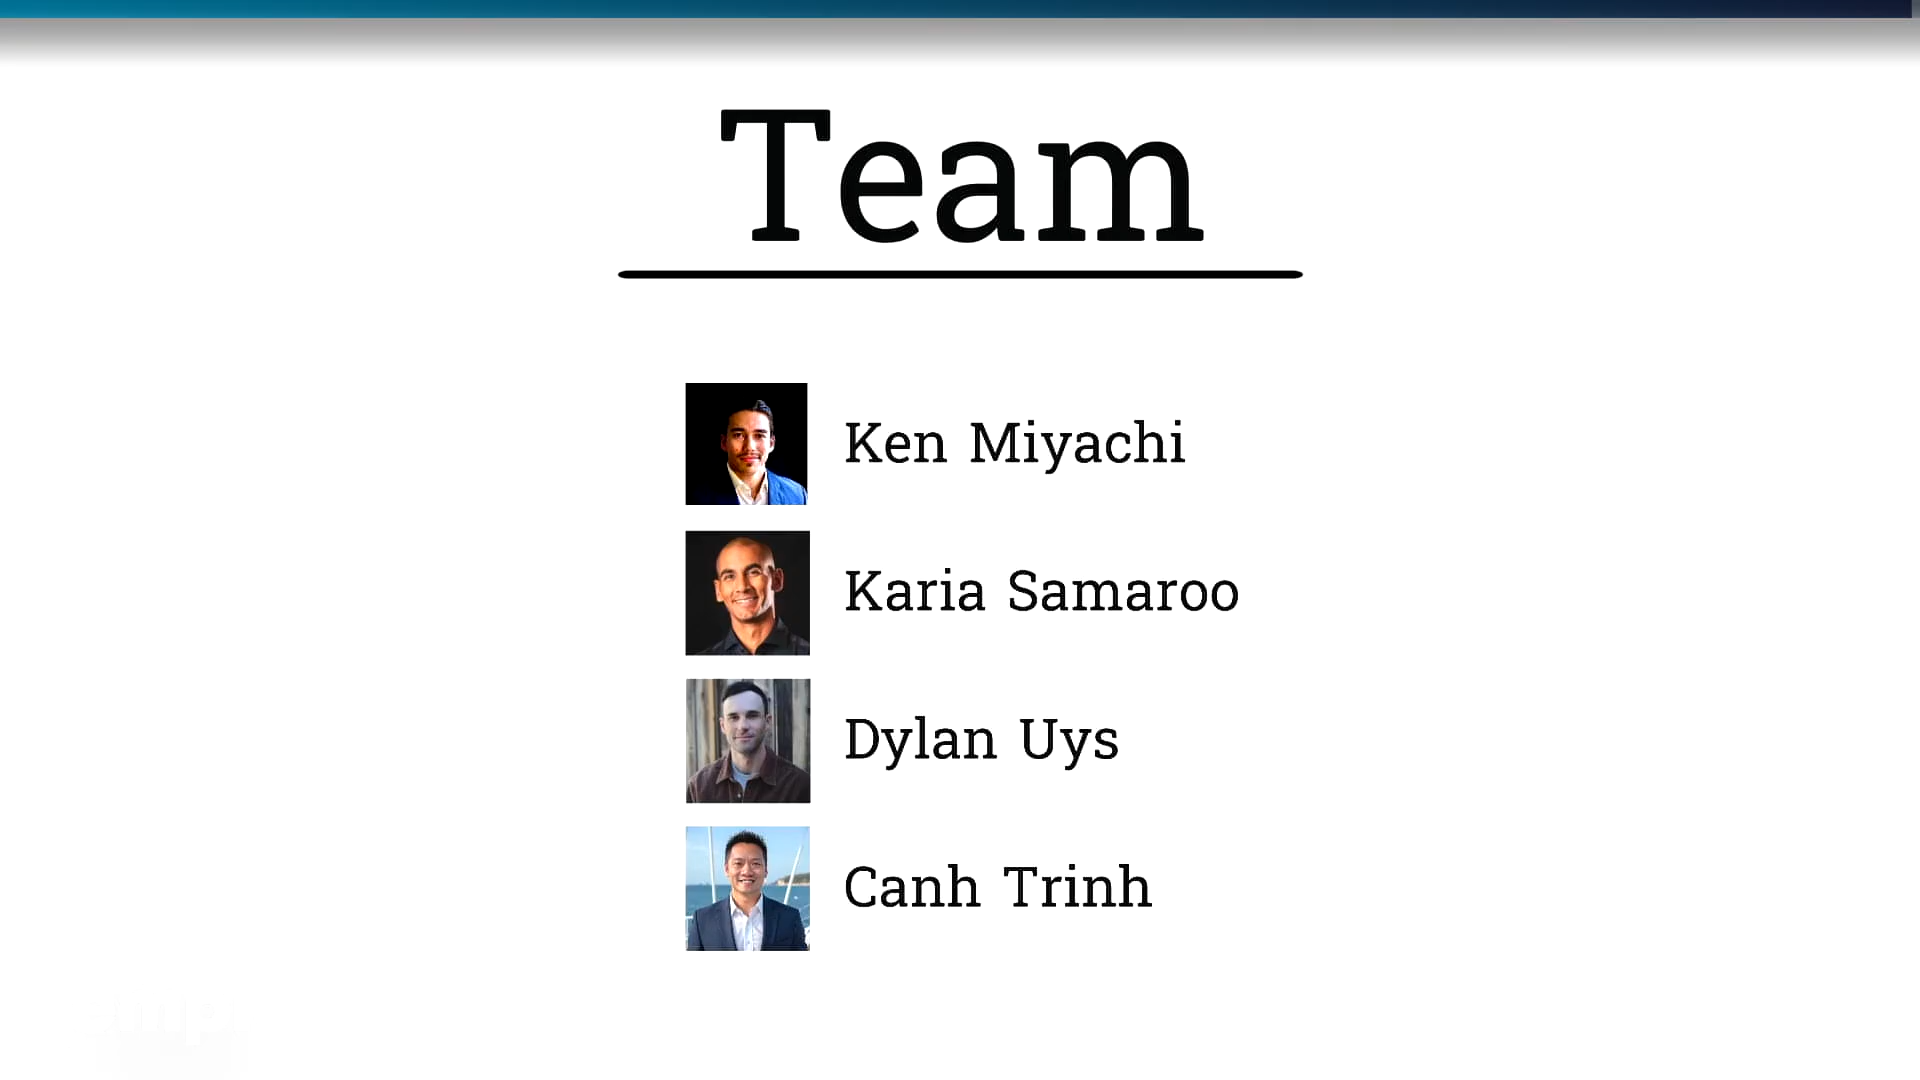 Team
Ken Miyachi
Karia Samaroo
Dylan Uys
Canh Trinh